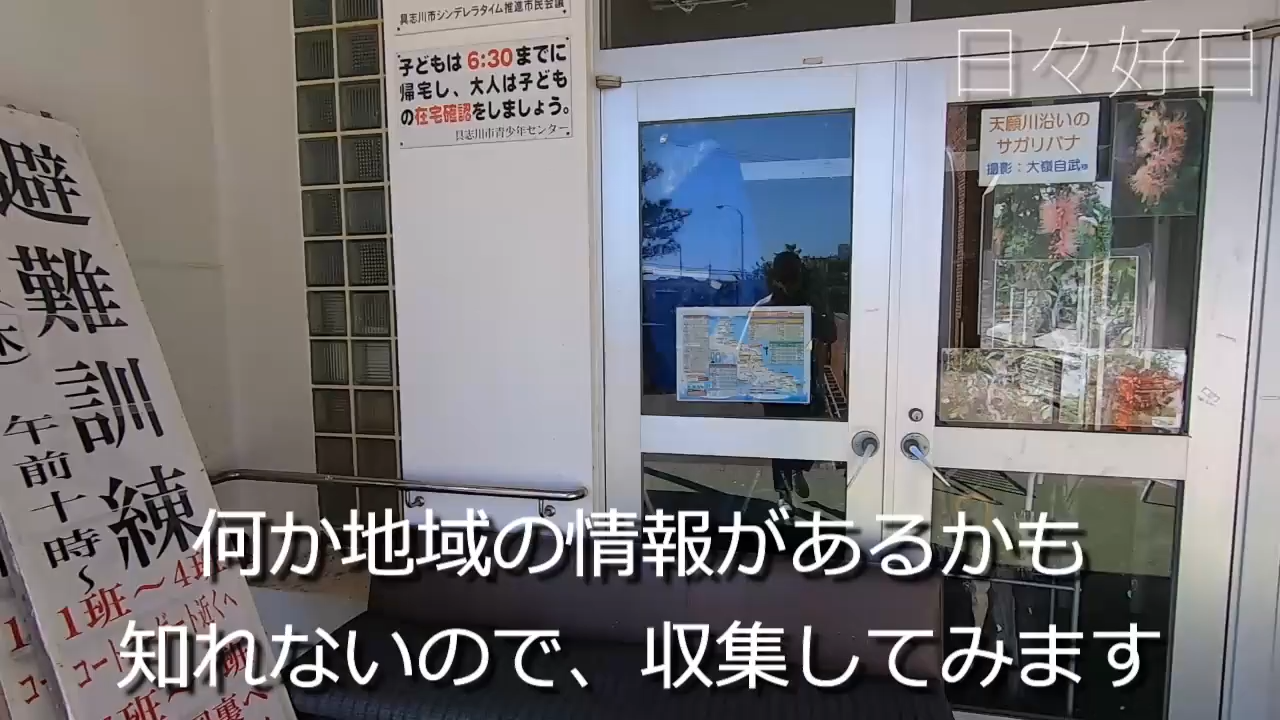 具志川市シンデレラタイム推進市民会議
子どもは6:30までに
帰宅し、大人は子ども
の在宅確認をしましょう。
具志川市青少年センター
日々好日
天願川沿いの
サガリバナ
撮影:大嶺自武
避難訓練
午前十時~
1班~4班
何か地域の情報があるかも
知れないので、収集してみます